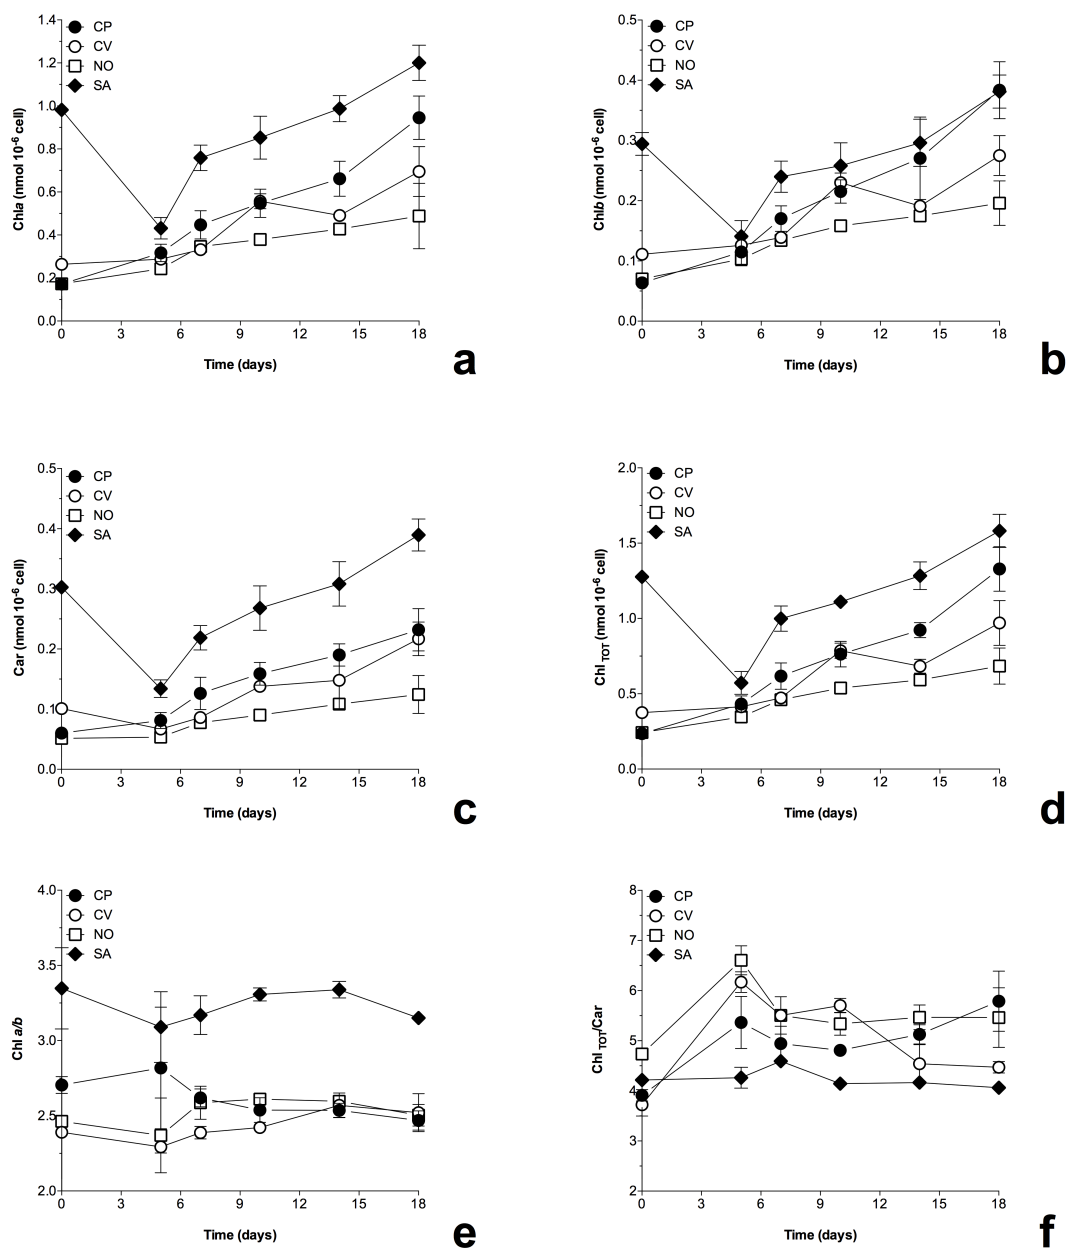 1.4
1.2
1.0
0.8
0.6
0.4
0.2
0.0
CP
CV
NO
SA
Chla (nmol 10-6 cell)
0 3 6 9 12 15 18
Time (days)
a
0.5
0.4
0.3
0.2
0.1
0.0
CP
CV
NO
SA
Chlb (nmol 10-6 cell)
0 3 6 9 12 15 18
Time (days)
b
0.5
0.4
0.3
0.2
0.1
0.0
CP
CV
NO
SA
Car (nmol 10-6 cell)
0 3 6 9 12 15 18
Time (days)
c
2.0
1.5
1.0
0.5
0.0
CP
CV
NO
SA
Chl TOT (nmol 10-6 cell)
0 3 6 9 12 15 18
Time (days)
d
4.0
3.5
3.0
2.5
2.0
CP
CV
NO
SA
Chl a/b
0 3 6 9 12 15 18
Time (days)
e
8
7
6
5
4
3
2
CP
CV
NO
SA
Chl TOT/Car
0 3 6 9 12 15 18
Time (days)
f